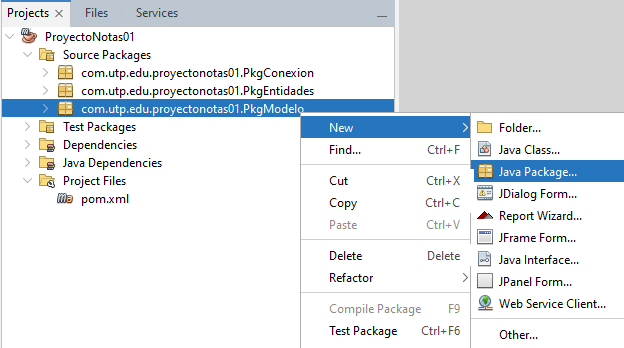 Projects × Files Services
ProyectoNotas01
Source Packages
com.utp.edu.proyectonotas01.PkgConexion
com.utp.edu.proyectonotas01.PkgEntidades
com.utp.edu.proyectonotas01.PkgModelo
Test Packages
Dependencies
Java Dependencies
Project Files
pom.xml
New
Find... Ctrl+F
Cut Ctrl+X
Copy Ctrl+C
Paste Ctrl+V
Delete Delete
Refactor
Compile Package F9
Test Package Ctrl+F6
Folder...
Java Class...
Java Package...
JDialog Form...
Report Wizard...
JFrame Form...
Java Interface...
JPanel Form...
Web Service Client...
Other...